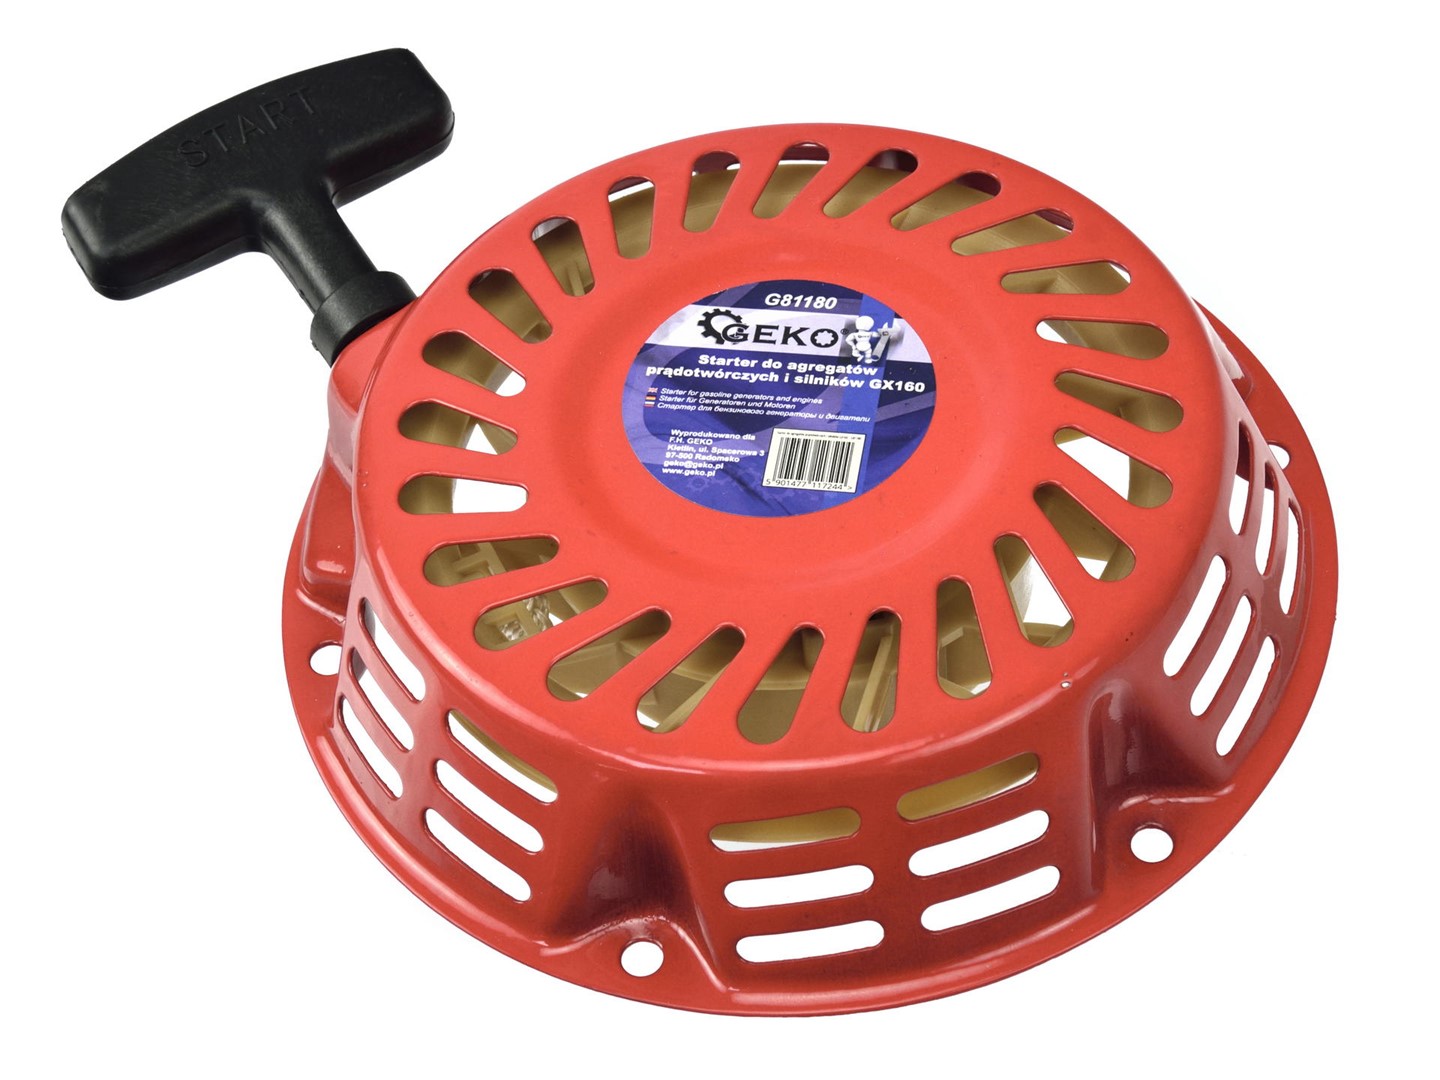 START
G81180
GEKO®
Starter do agregatów
prądotwórczych i silników GX160
Starter for gasoline generators and engines
Starter für Generatoren und Motoren
Стартер для бензинового генераторы и двигатели
Wyprodukowano dla
F.H. GEKO
Kietlin, ul. Spacerowa 3
97-500 Radomsko
geko@geko.pl
www.geko.pl
5 901477 117244 >